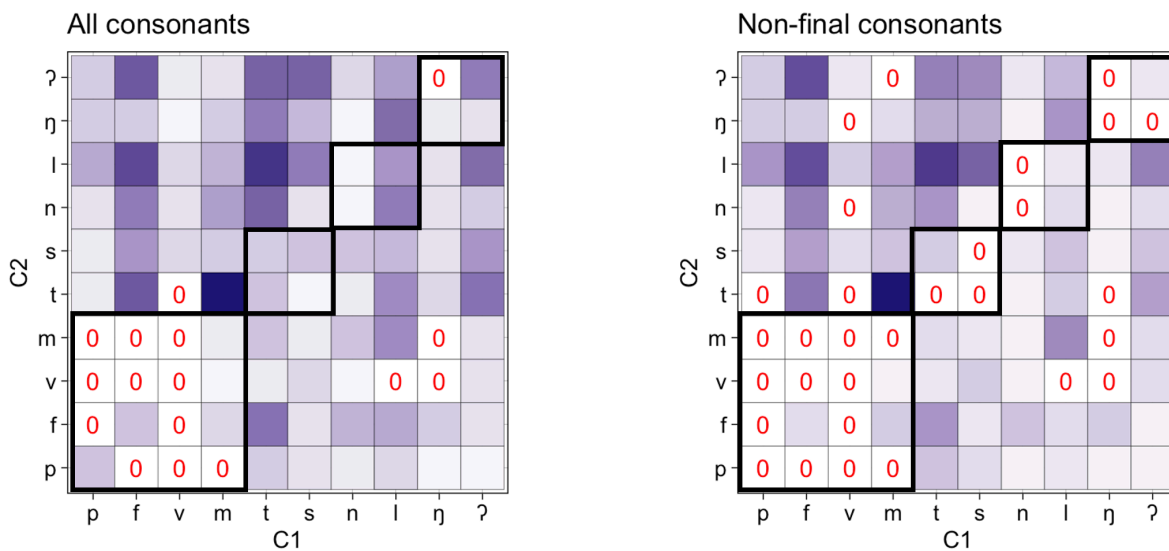 All consonants
ʔ 0
ŋ
l
n
s
t 0
m 0 0 0 0
v 0 0 0 0 0
f 0 0
p 0 0 0
C2
p f v m t s n l ŋ ʔ
C1
Non-final consonants
ʔ 0 0
ŋ 0 0 0
l 0
n 0 0
s 0
t 0 0 0 0 0
m 0 0 0 0 0
v 0 0 0 0 0
f 0 0
p 0 0 0 0
C2
p f v m t s n l ŋ ʔ
C1